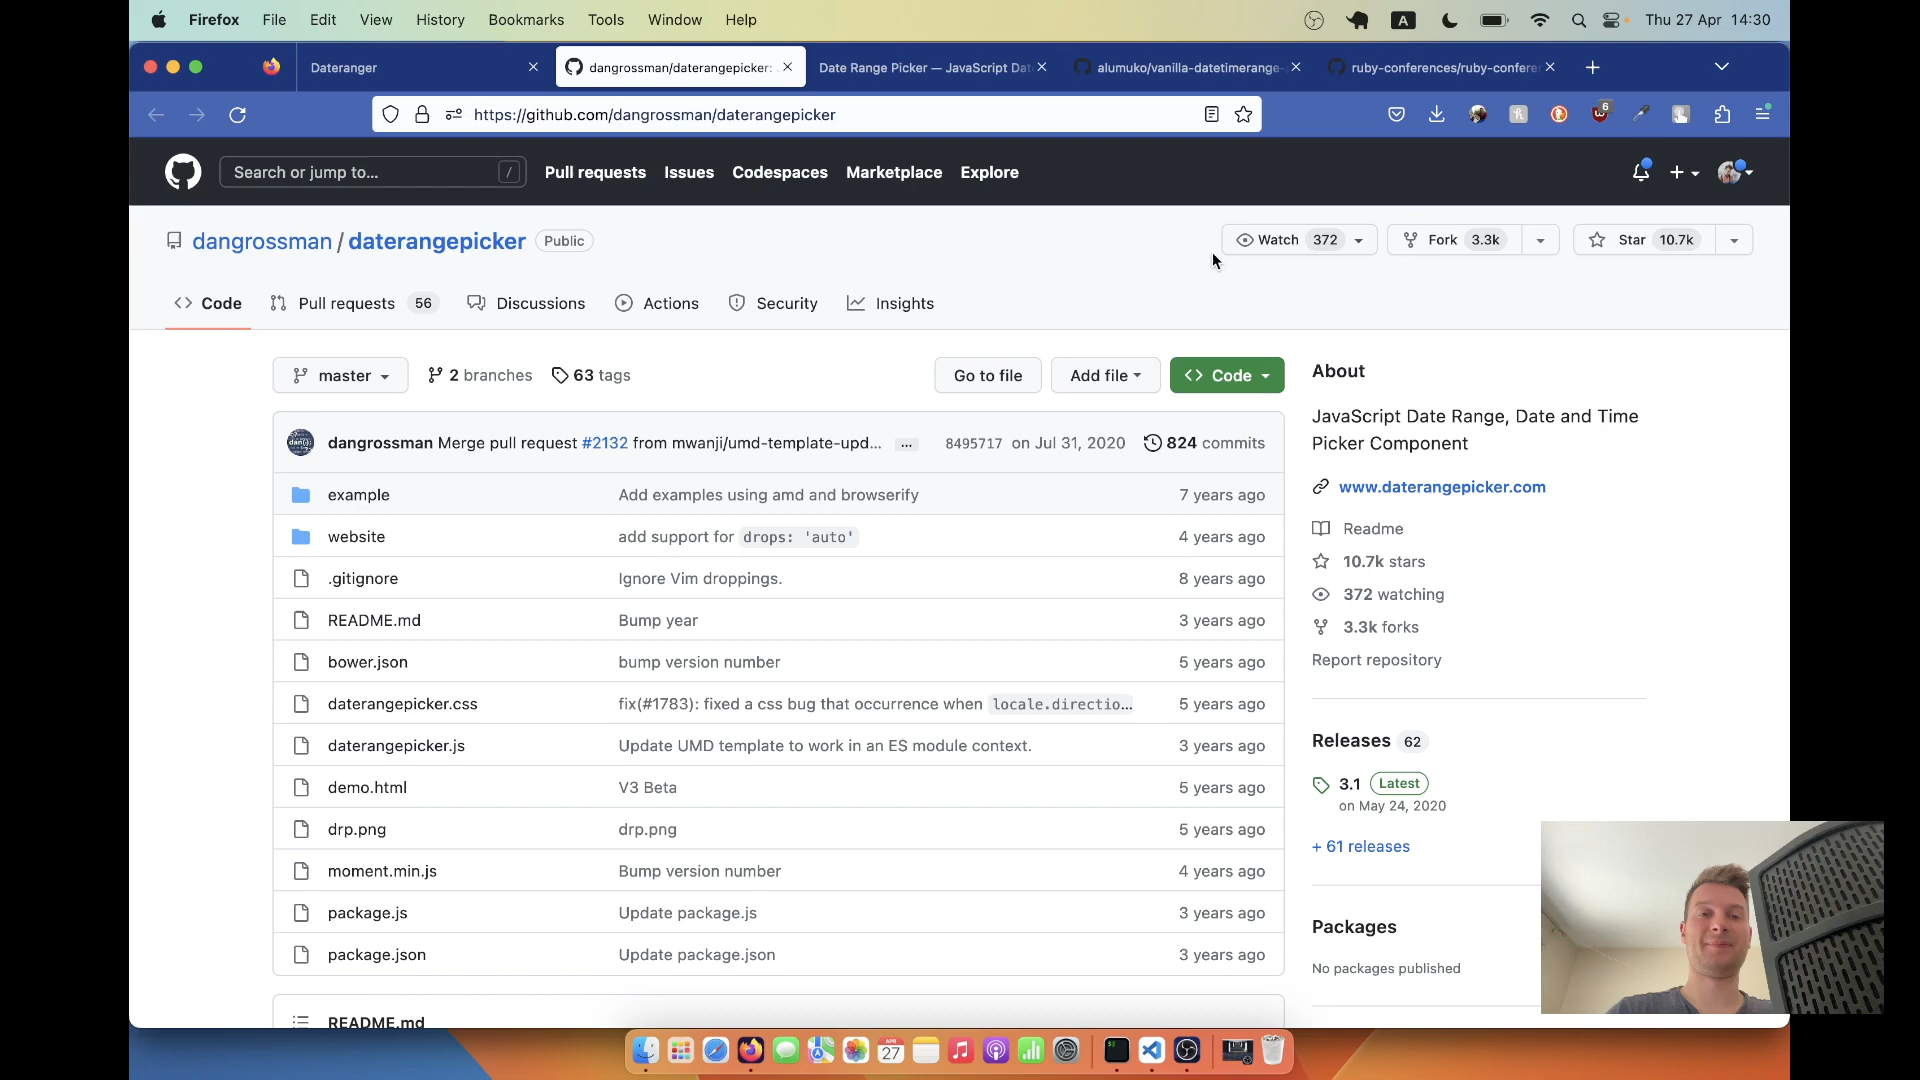 Firefox File Edit View History Bookmarks Tools Window Help A Thu 27 Apr 14:30
Dateranger dangrossman/daterangepicker: Date Range Picker — JavaScript Dat alumuko/vanilla-datetimerange- ruby-conferences/ruby-confere
https://github.com/dangrossman/daterangepicker 6
Search or jump to... / Pull requests Issues Codespaces Marketplace Explore
dangrossman / daterangepicker Public Watch 372 Fork 3.3k Star 10.7k
Code Pull requests 56 Discussions Actions Security Insights
master 2 branches 63 tags Go to file Add file Code
About
JavaScript Date Range, Date and Time
Picker Component
www.daterangepicker.com
Readme
10.7k stars
372 watching
3.3k forks
Report repository
dangrossman Merge pull request #2132 from mwanji/umd-template-upd... ... 8495717 on Jul 31, 2020 824 commits
example Add examples using amd and browserify 7 years ago
website add support for drops: 'auto' 4 years ago
.gitignore Ignore Vim droppings. 8 years ago
README.md Bump year 3 years ago
bower.json bump version number 5 years ago
daterangepicker.css fix(#1783): fixed a css bug that occurrence when locale.directio... 5 years ago
daterangepicker.js Update UMD template to work in an ES module context. 3 years ago
demo.html V3 Beta 5 years ago
drp.png drp.png 5 years ago
moment.min.js Bump version number 4 years ago
package.js Update package.js 3 years ago
package.json Update package.json 3 years ago
Releases 62
3.1 Latest
on May 24, 2020
+ 61 releases
Packages
No packages published
README.md
APR
27